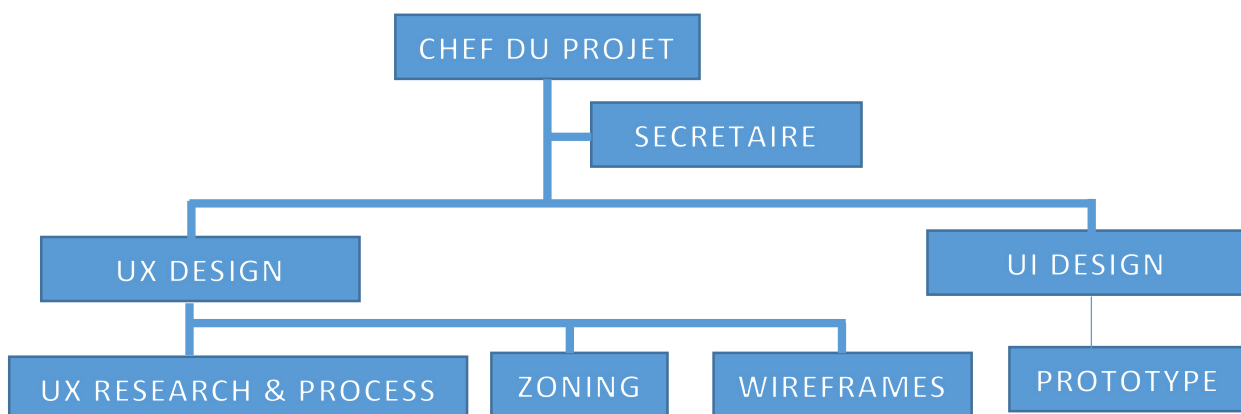 CHEF DU PROJET
SECRETAIRE
UX DESIGN
UI DESIGN
UX RESEARCH & PROCESS
ZONING
WIREFRAMES
PROTOTYPE